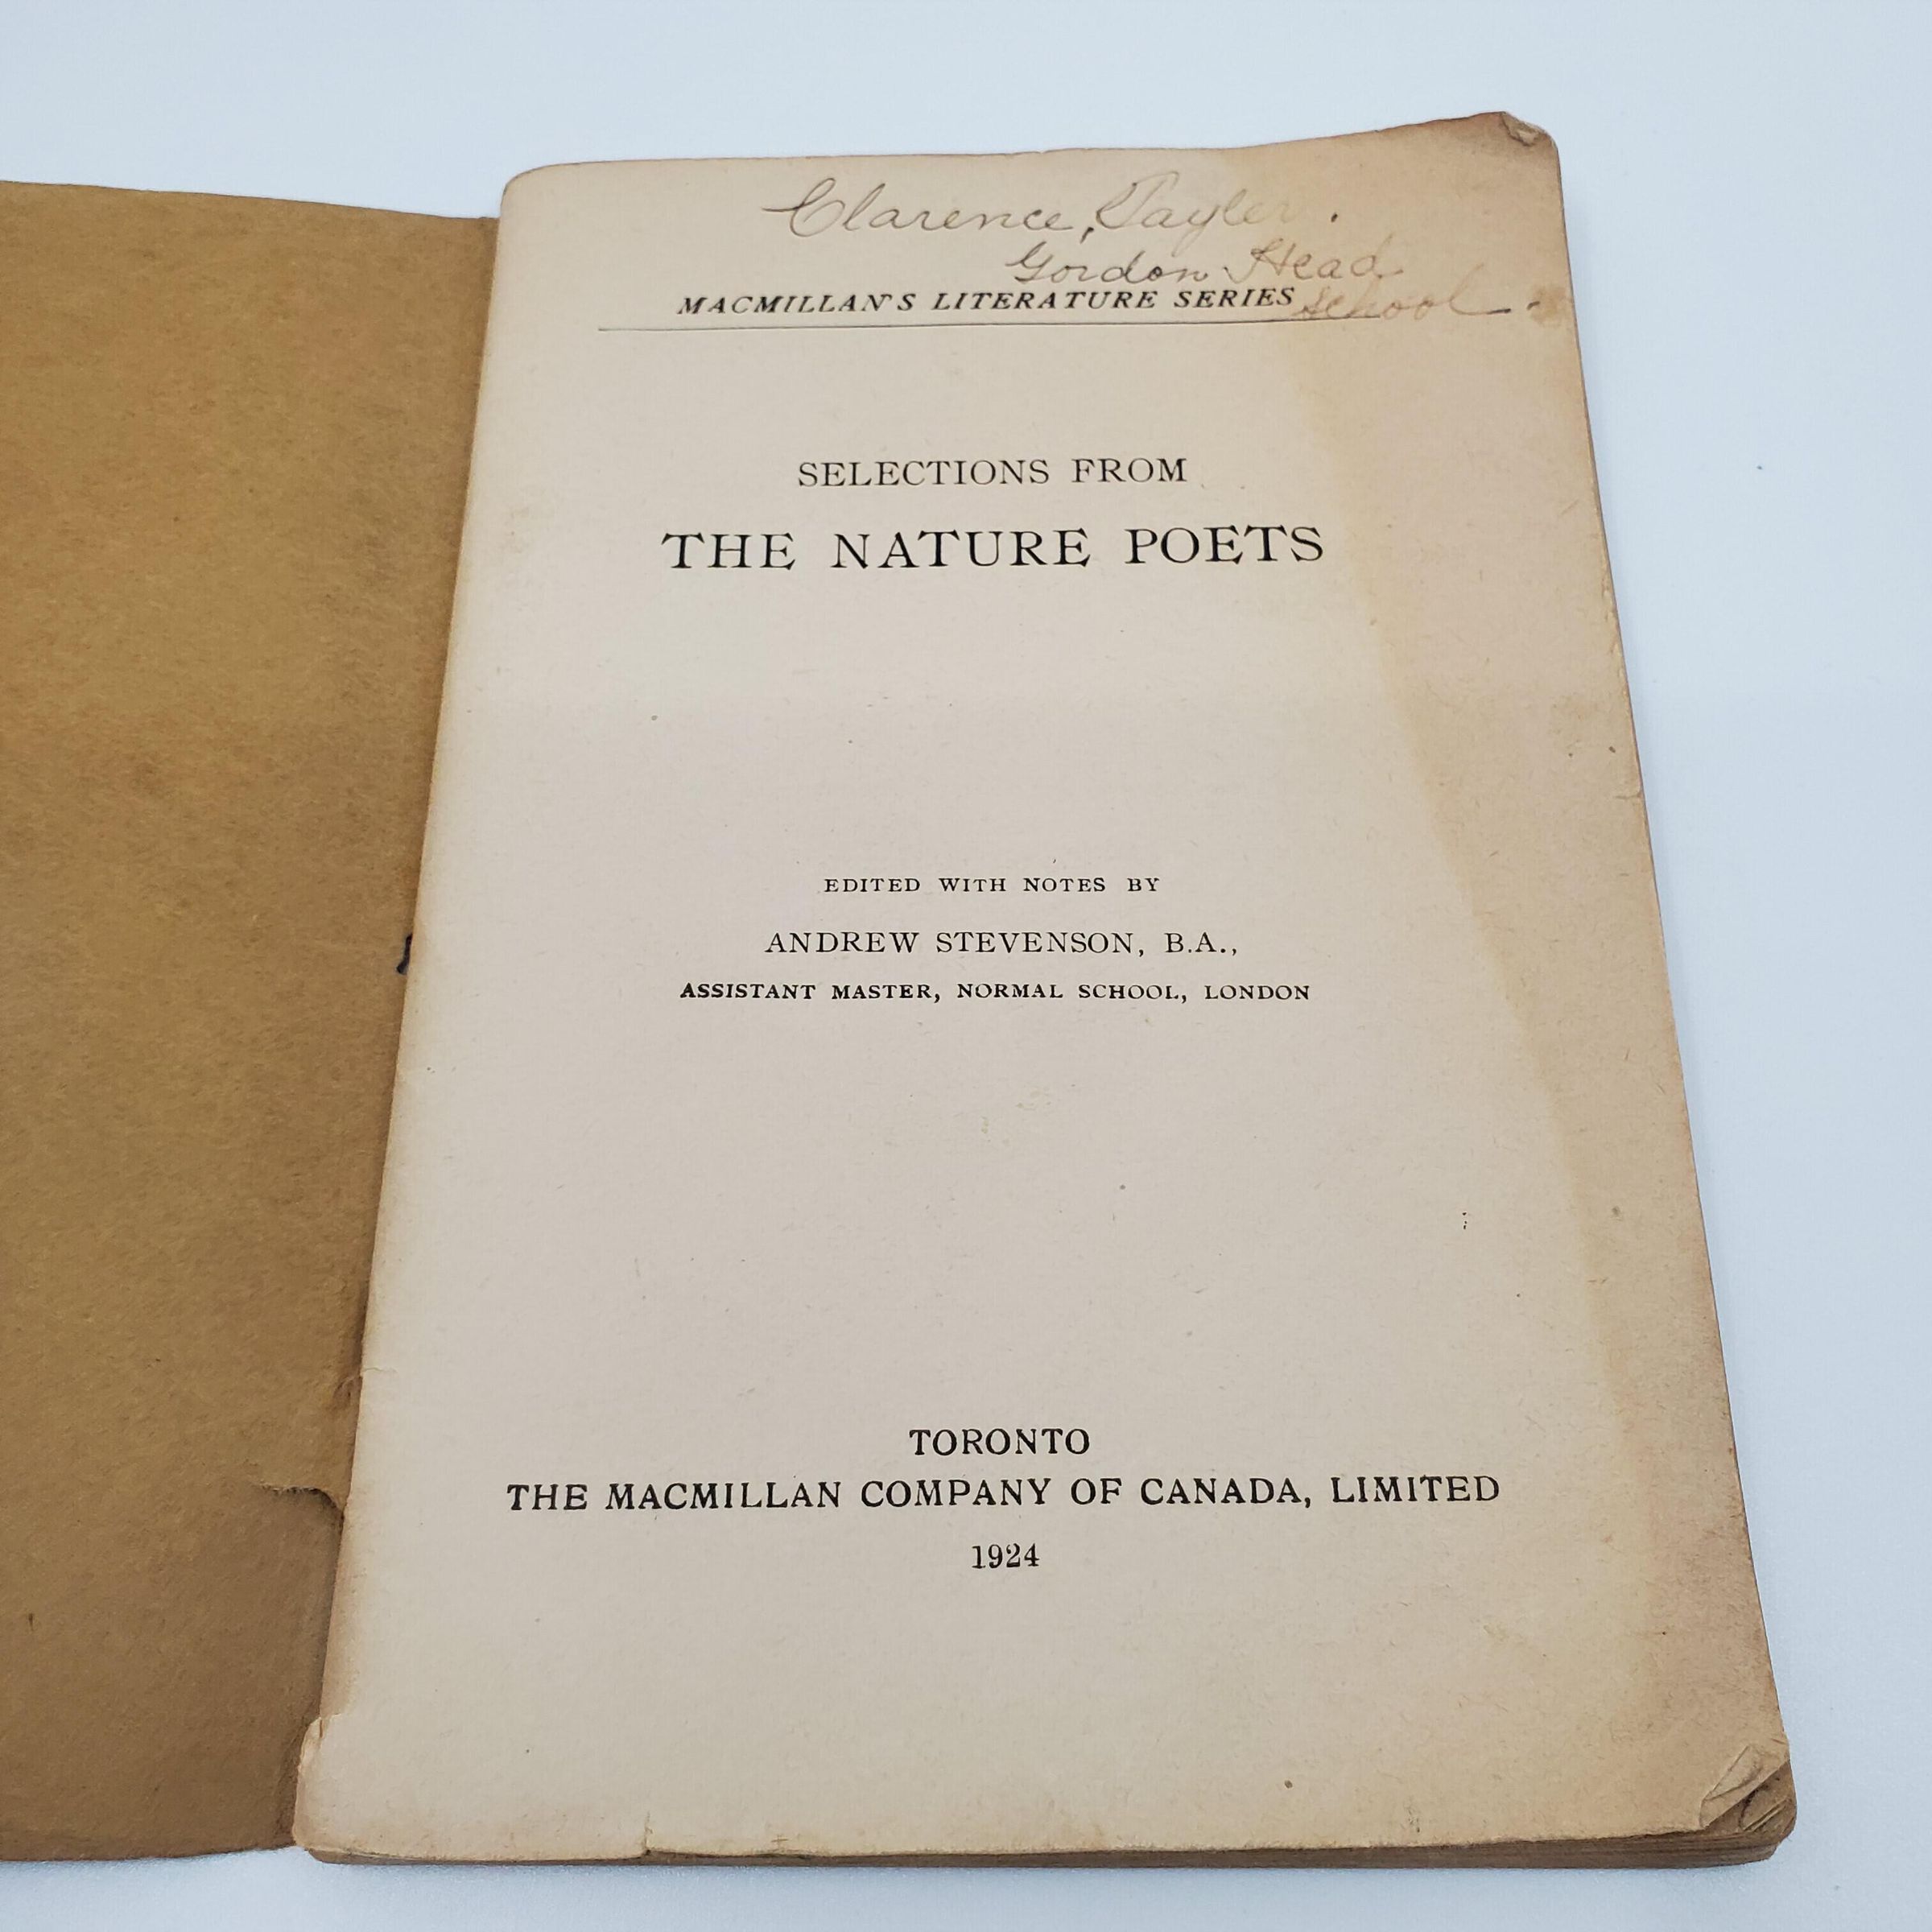 Clarence, Tayler.
Gordon Head
School.
MACMILLAN'S LITERATURE SERIES
SELECTIONS FROM
THE NATURE POETS
EDITED WITH NOTES BY
ANDREW STEVENSON, B.A.,
ASSISTANT MASTER, NORMAL SCHOOL, LONDON
TORONTO
THE MACMILLAN COMPANY OF CANADA, LIMITED
1924